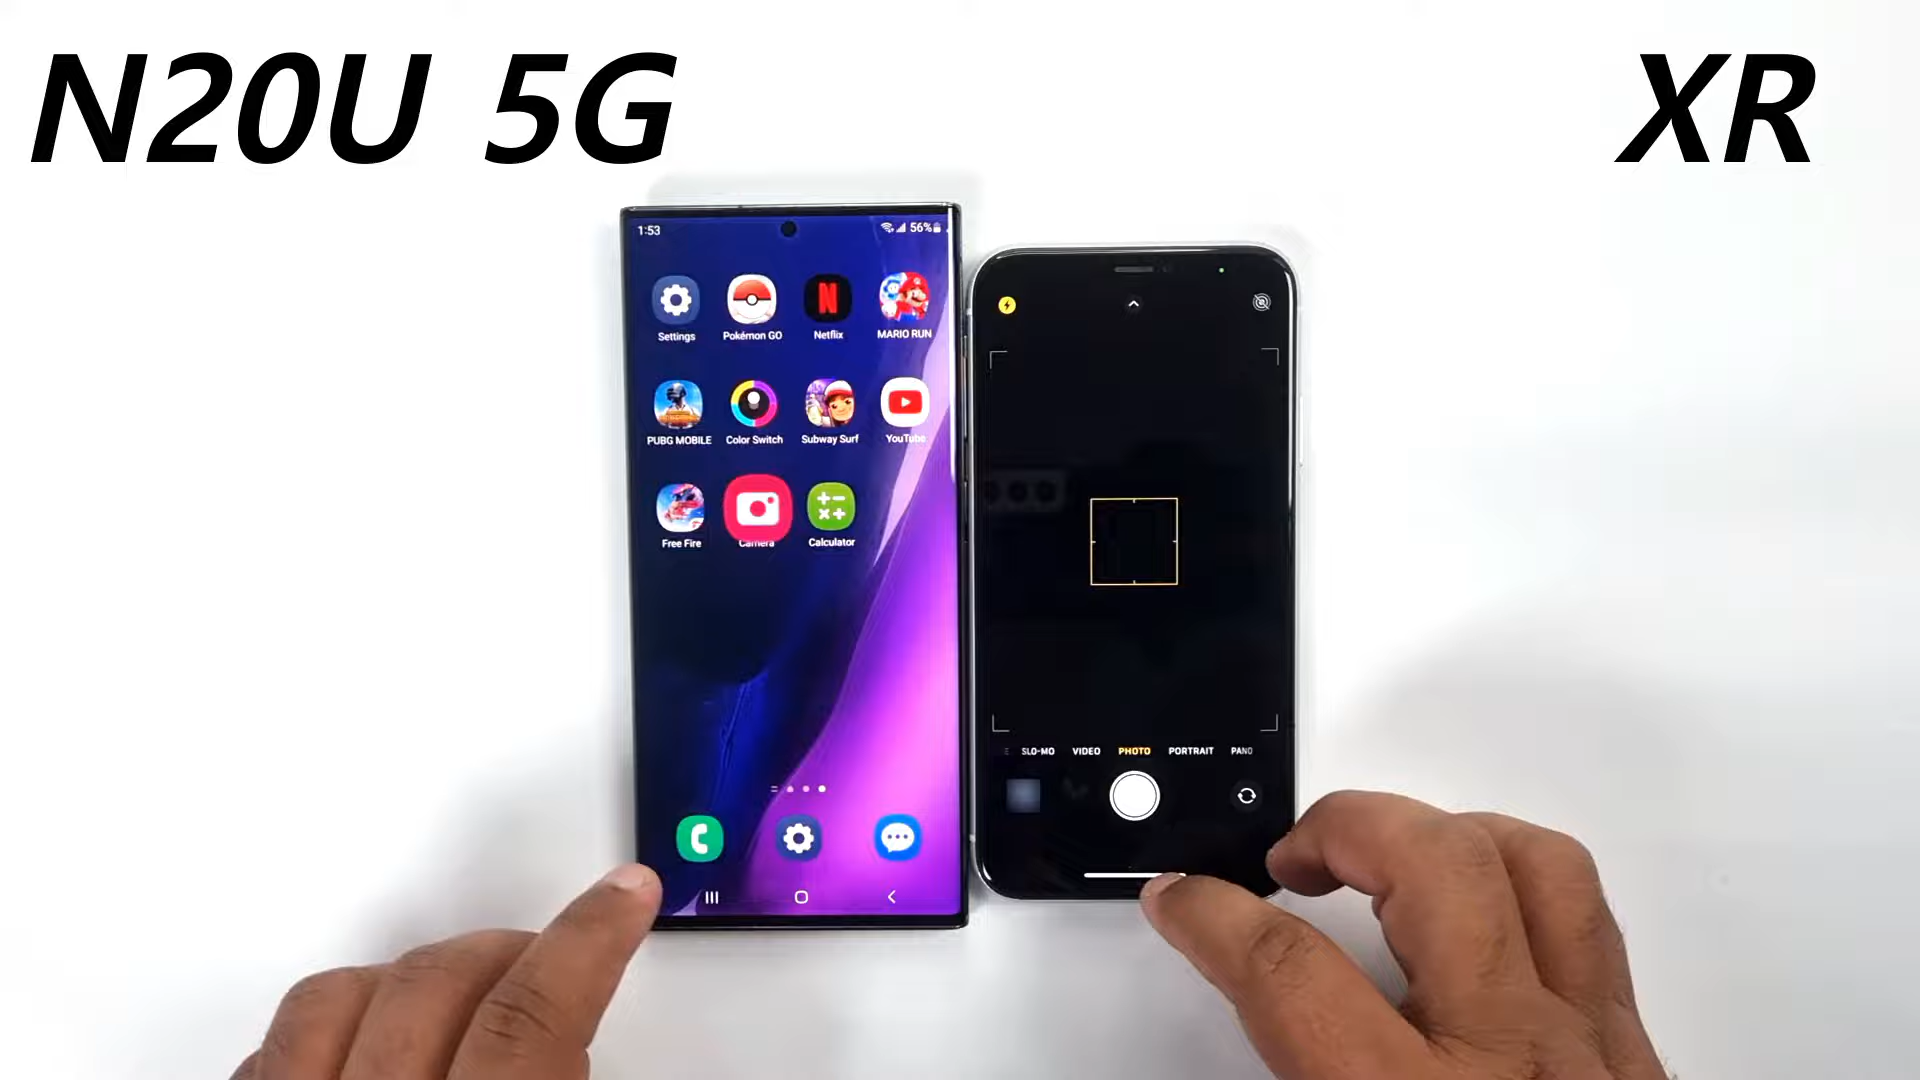 N20U 5G
XR
1:53
56%
Settings
Pokémon GO
Netflix
MARIO RUN
PUBG MOBILE
Color Switch
Subway Surf
YouTube
Free Fire
Camera
Calculator
SLO-MO
VIDEO
PHOTO
PORTRAIT
PANO